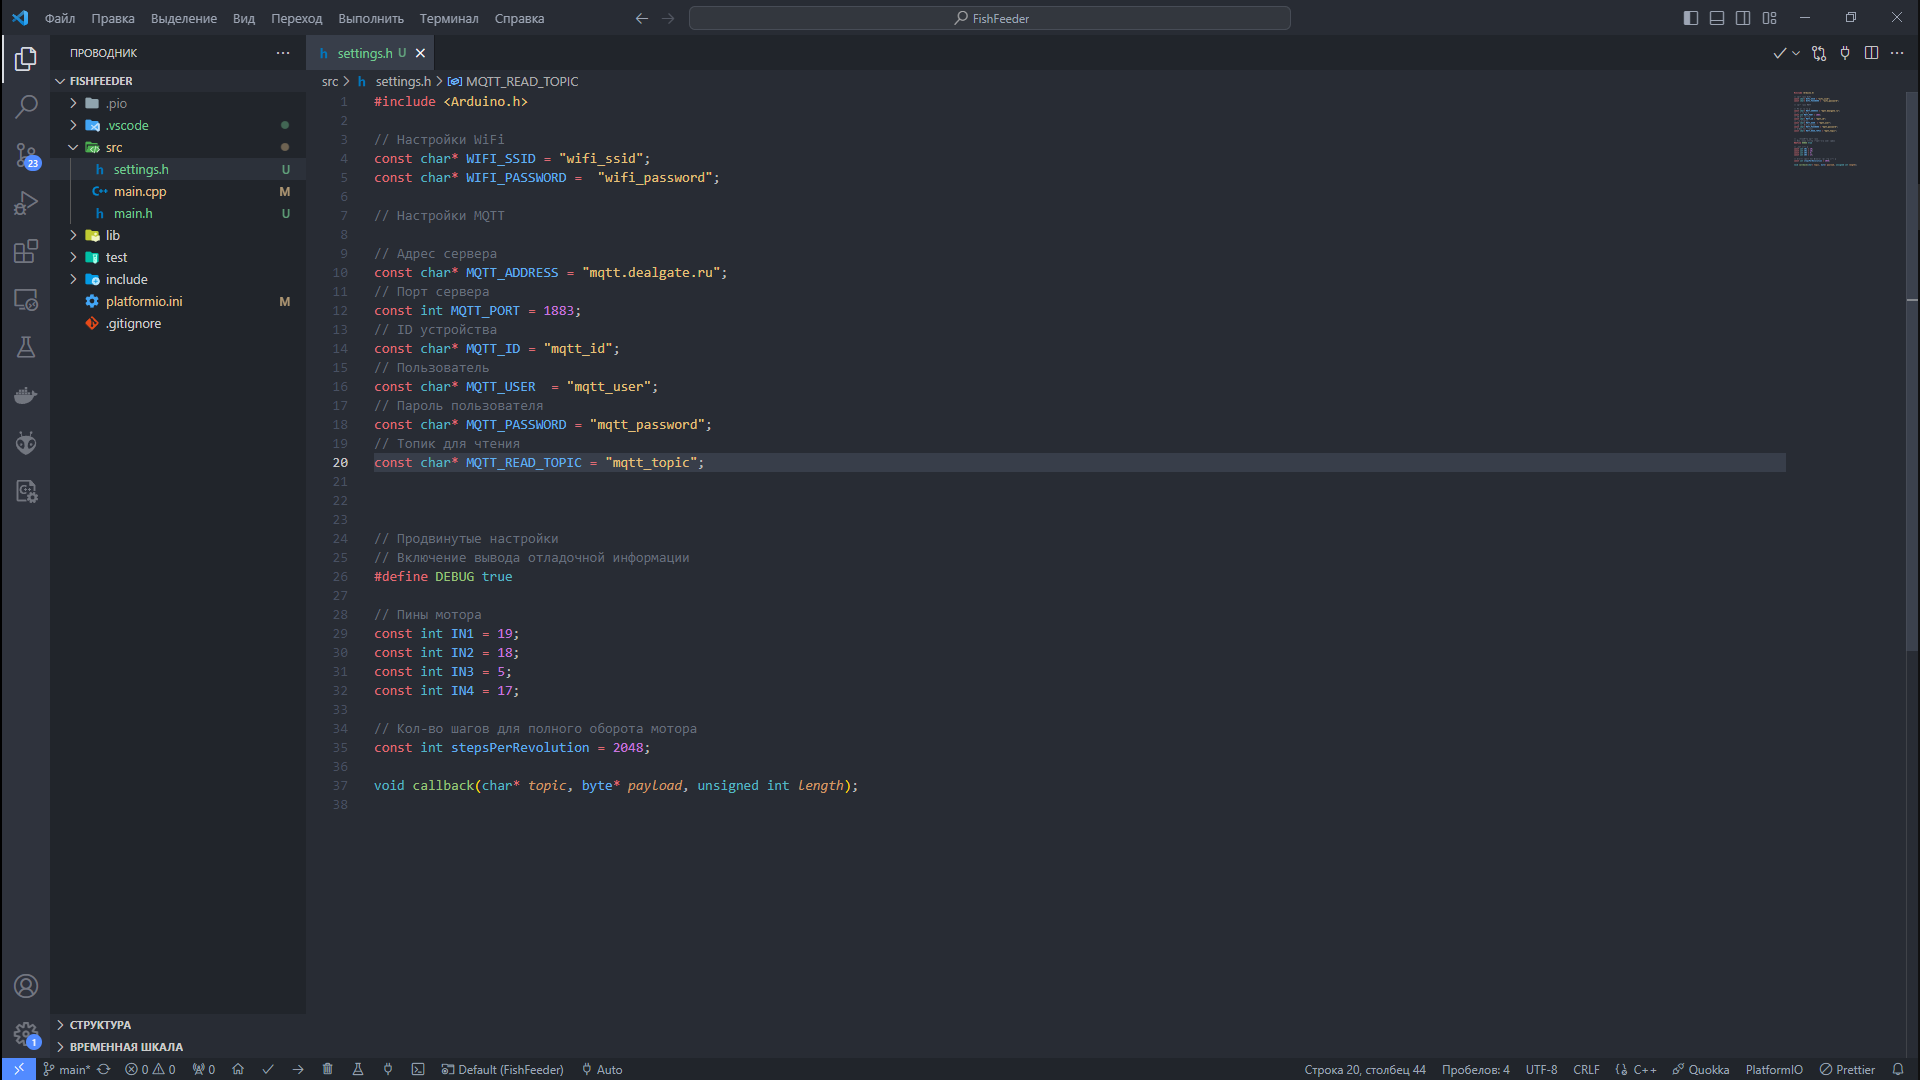 Файл Правка Выделение Вид Переход Выполнить Терминал Справка
FishFeeder
ПРОВОДНИК
settings.h U
FISHFEEDER
.pio
.vscode
src
settings.h U
main.cpp M
main.h U
lib
test
include
platformio.ini M
.gitignore
23
src > h settings.h > MQTT_READ_TOPIC
1 #include <Arduino.h>
2
3 // Настройки WiFi
4 const char* WIFI_SSID = "wifi_ssid";
5 const char* WIFI_PASSWORD =  "wifi_password";
6
7 // Настройки MQTT
8
9 // Адрес сервера
10 const char* MQTT_ADDRESS = "mqtt.dealgate.ru";
11 // Порт сервера
12 const int MQTT_PORT = 1883;
13 // ID устройства
14 const char* MQTT_ID = "mqtt_id";
15 // Пользователь
16 const char* MQTT_USER  = "mqtt_user";
17 // Пароль пользователя
18 const char* MQTT_PASSWORD = "mqtt_password";
19 // Топик для чтения
20 const char* MQTT_READ_TOPIC = "mqtt_topic";
21
22
23
24 // Продвинутые настройки
25 // Включение вывода отладочной информации
26 #define DEBUG true
27
28 // Пины мотора
29 const int IN1 = 19;
30 const int IN2 = 18;
31 const int IN3 = 5;
32 const int IN4 = 17;
33
34 // Кол-во шагов для полного оборота мотора
35 const int stepsPerRevolution = 2048;
36
37 void callback(char* topic, byte* payload, unsigned int length);
38
СТРУКТУРА
ВРЕМЕННАЯ ШКАЛА
1
main* 0 0 0 Default (FishFeeder) Auto Строка 20, столбец 44 Пробелов: 4 UTF-8 CRLF C++ Quokka PlatformIO Prettier